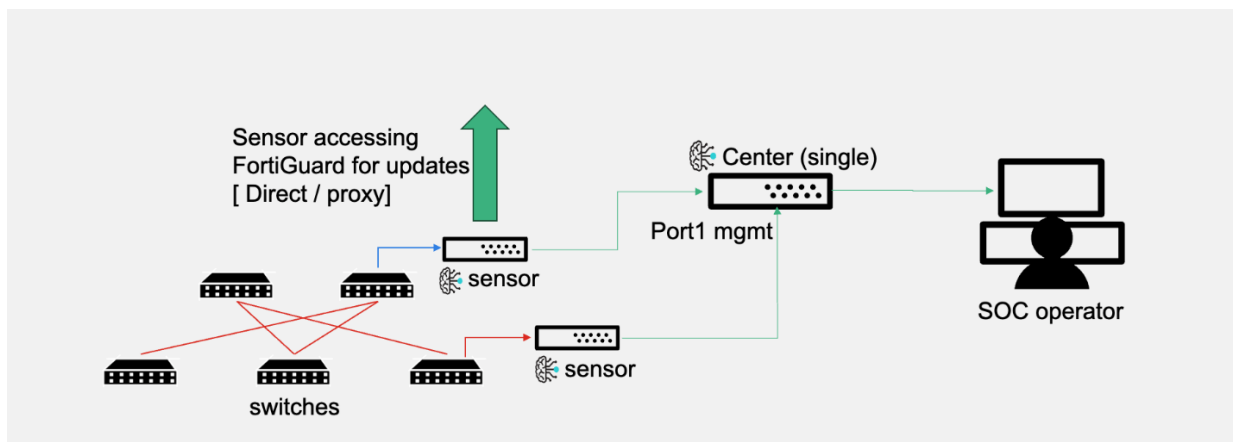 Sensor accessing
FortiGuard for updates
[ Direct / proxy]
Center (single)
Port1 mgmt
sensor
SOC operator
sensor
switches